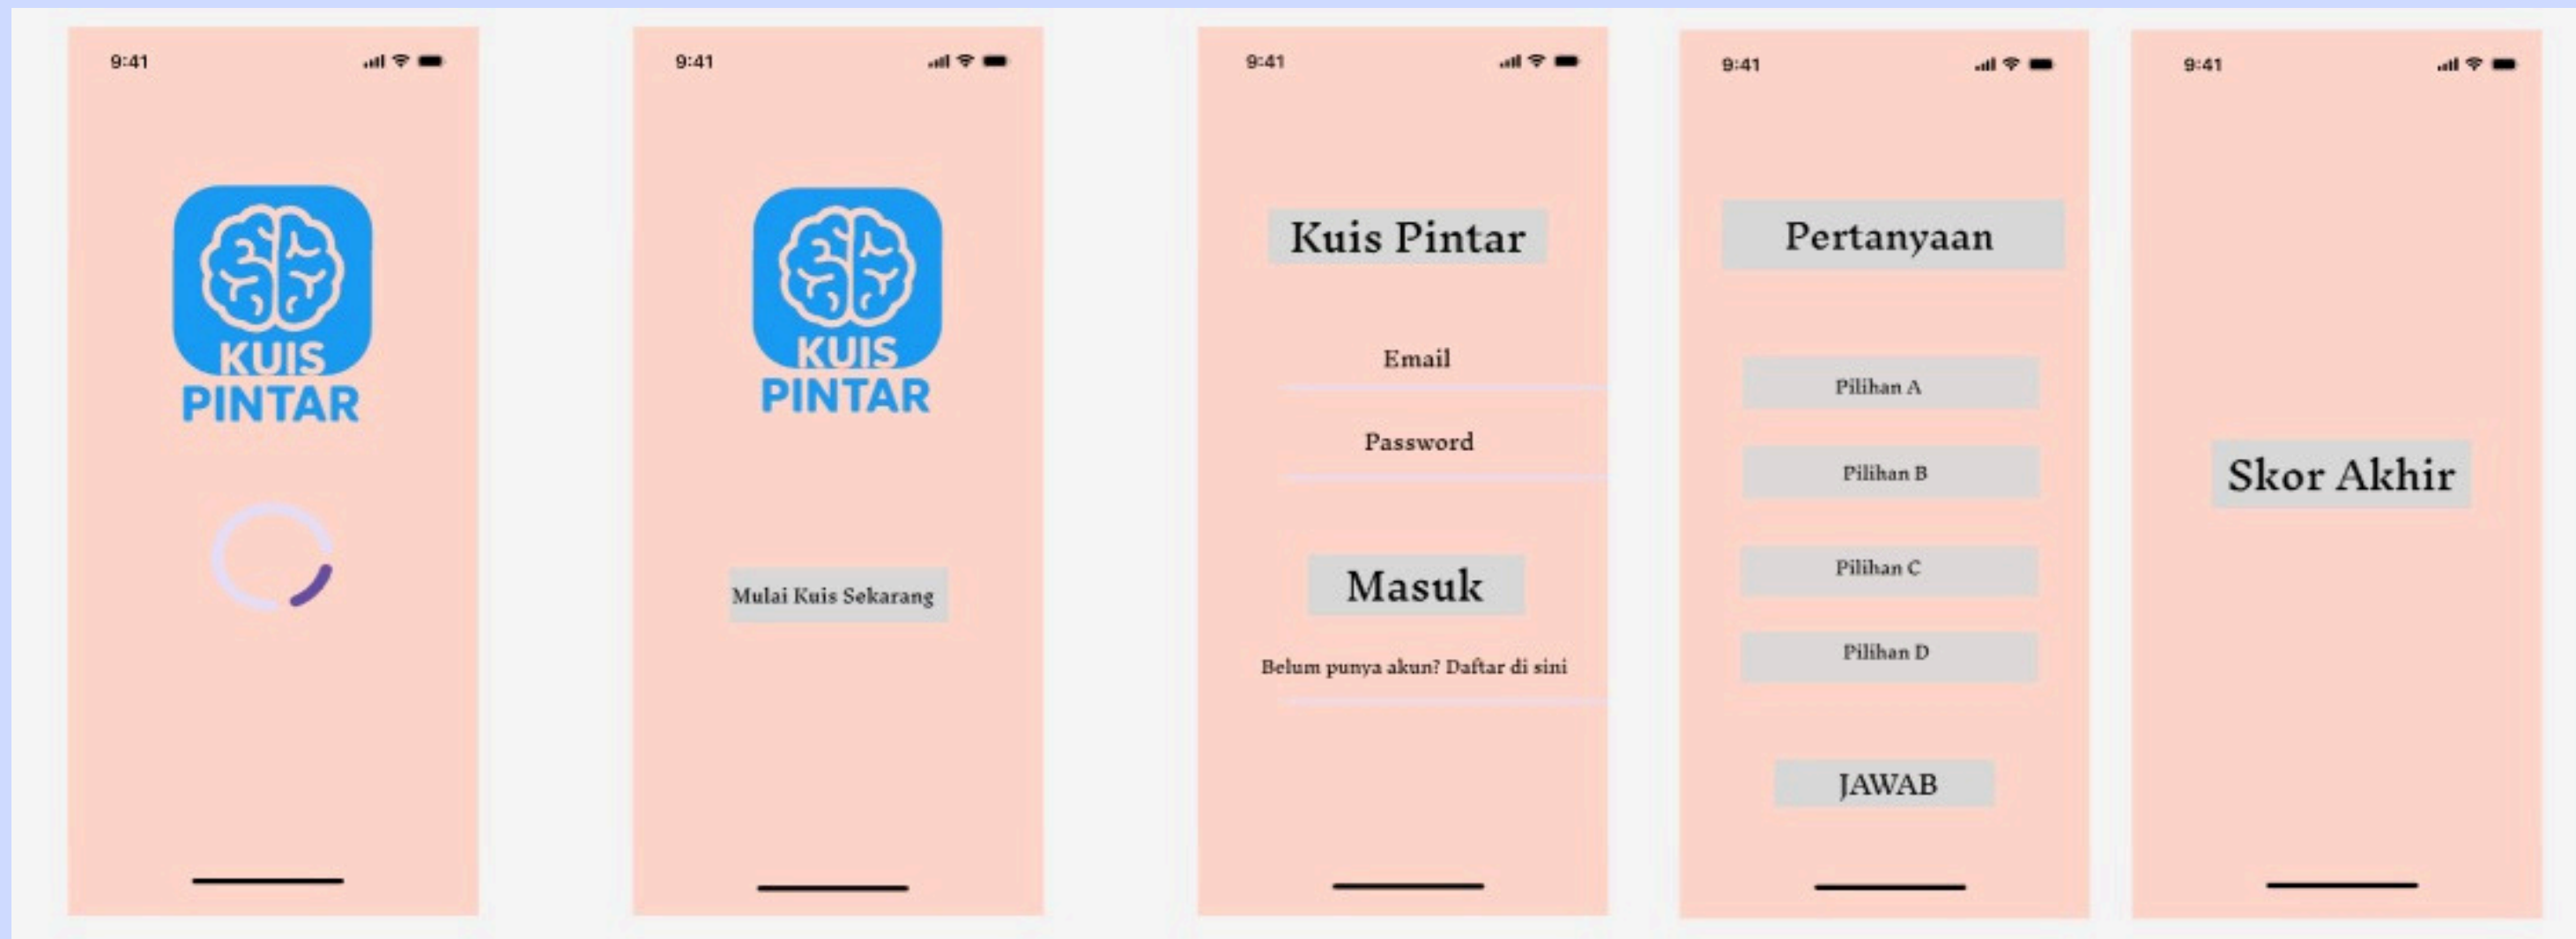 9:41
KUIS
PINTAR
9:41
KUIS
PINTAR
Mulai Kuis Sekarang
9:41
Kuis Pintar
Email
Password
Masuk
Belum punya akun? Daftar di sini
9:41
Pertanyaan
Pilihan A
Pilihan B
Pilihan C
Pilihan D
JAWAB
9:41
Skor Akhir